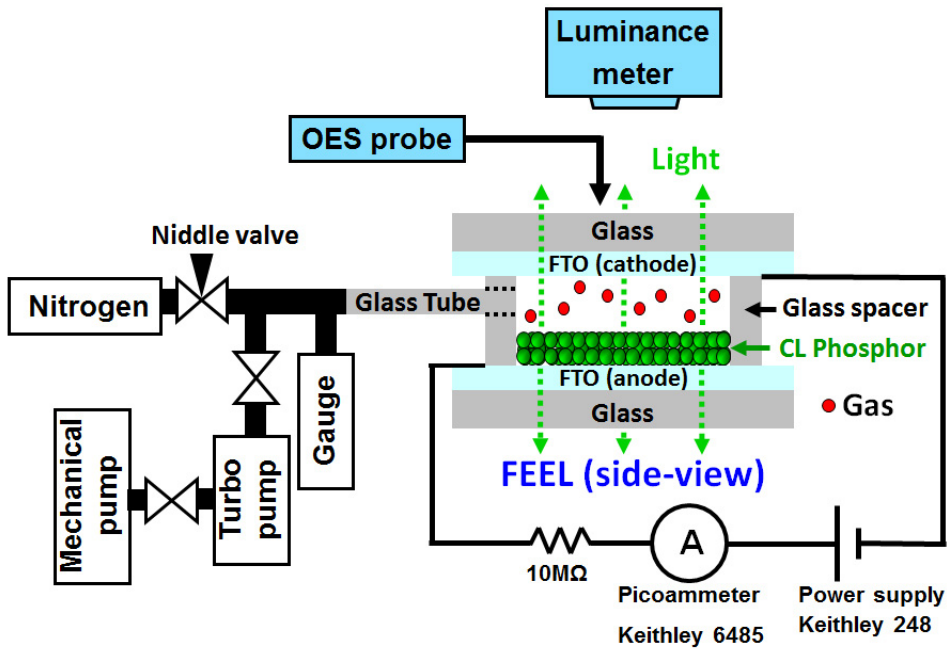 Luminance
meter
OES probe
Light
Niddle valve
Glass
FTO (cathode)
Nitrogen
Glass Tube
Glass spacer
CL Phosphor
FTO (anode)
Glass
Gas
Gauge
FEEL (side-view)
Mechanical
pump
Turbo
pump
A
10MΩ
Picoammeter
Keithley 6485
Power supply
Keithley 248